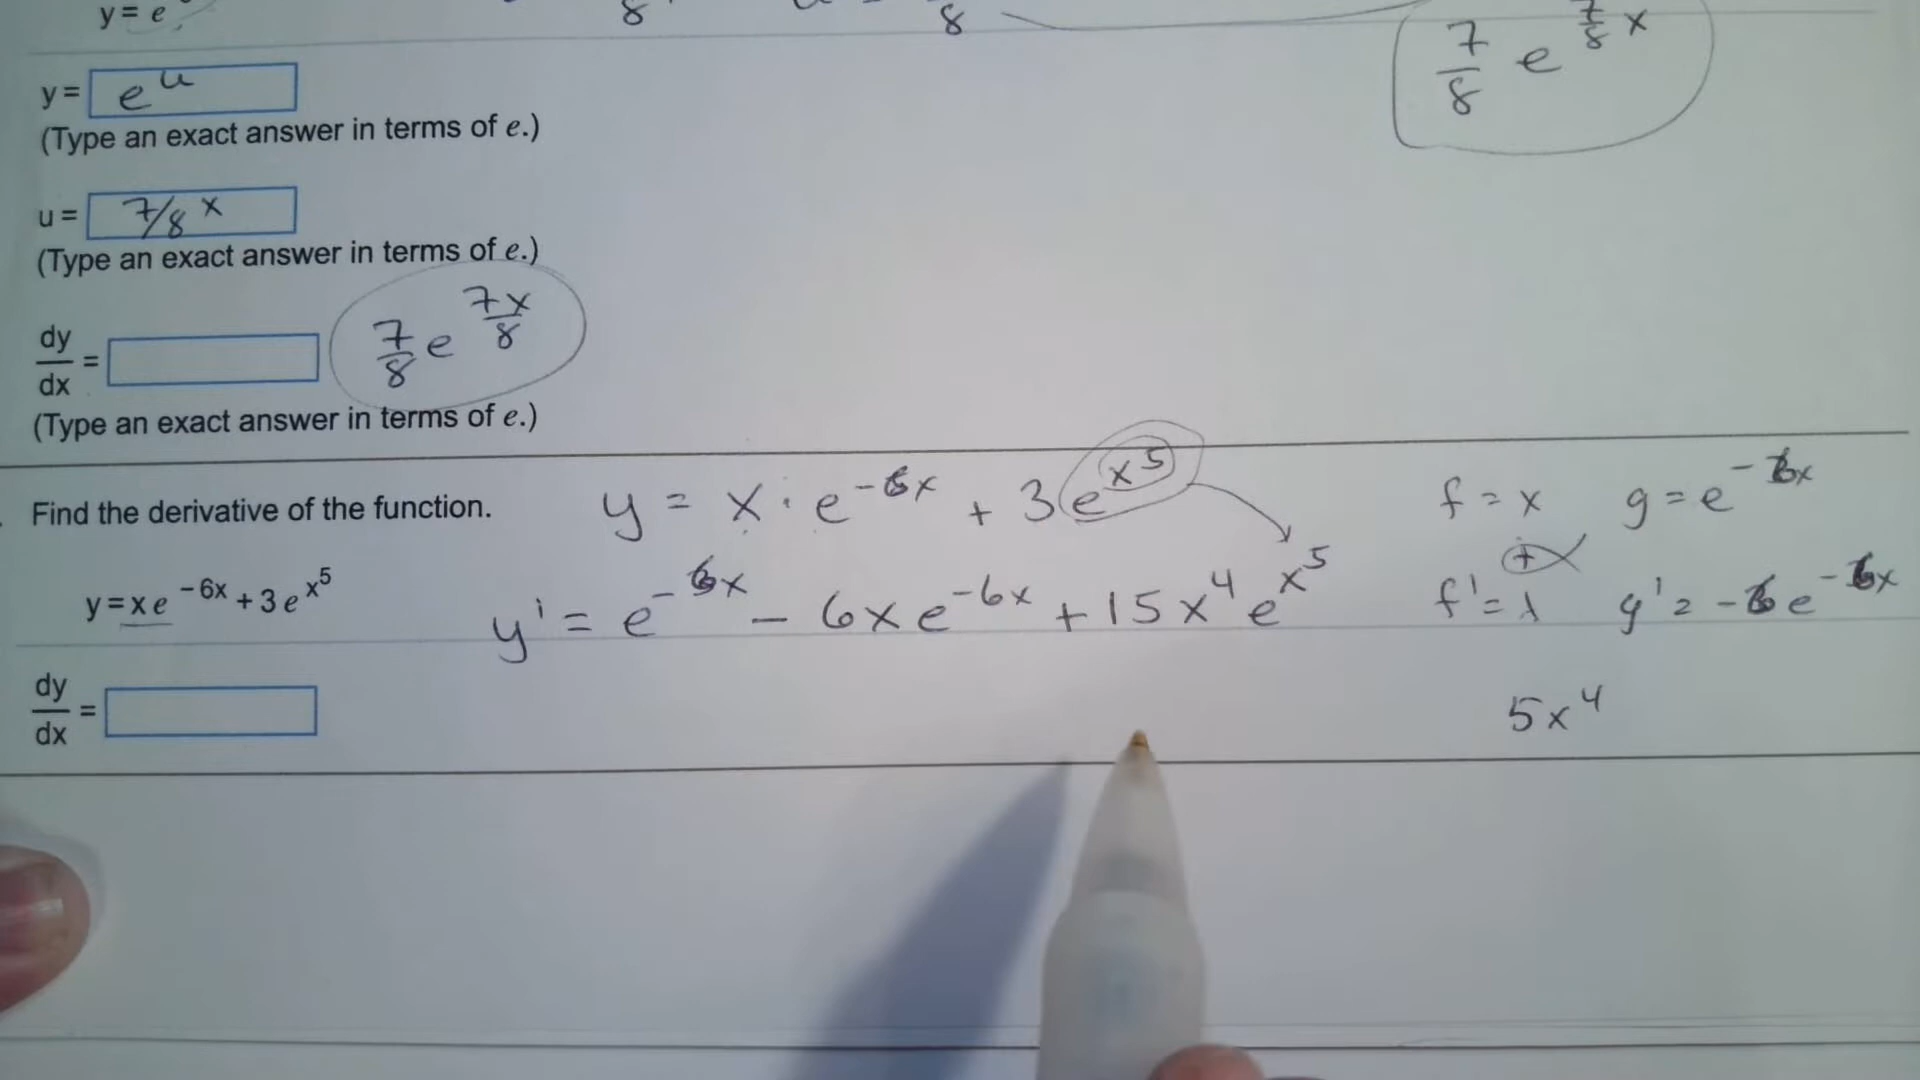 y = e 8 8
7/8 e^(7/8 x)
y = e^u
(Type an exact answer in terms of e.)
u = 7/8 x
(Type an exact answer in terms of e.)
dy/dx = 7/8 e^(7x/8)
(Type an exact answer in terms of e.)
Find the derivative of the function.
y = x · e^(-6x) + 3e^(x^5)
f = x g = e^(-6x)
y = xe^(-6x) + 3e^(x^5)
y' = e^(-6x) - 6xe^(-6x) + 15x^4 e^(x^5)
+
f' = 1 g' = -6e^(-6x)
dy/dx =
5x^4